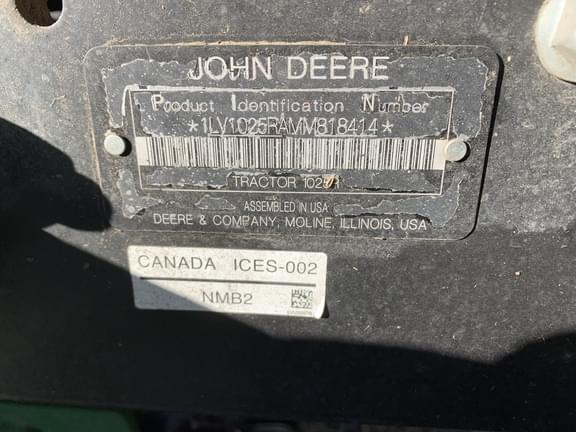 JOHN DEERE
Product Identification Number
*1LV1025RAMM818414*
TRACTOR 1025R
ASSEMBLED IN USA
DEERE & COMPANY, MOLINE, ILLINOIS, USA
CANADA ICES-002
NMB2